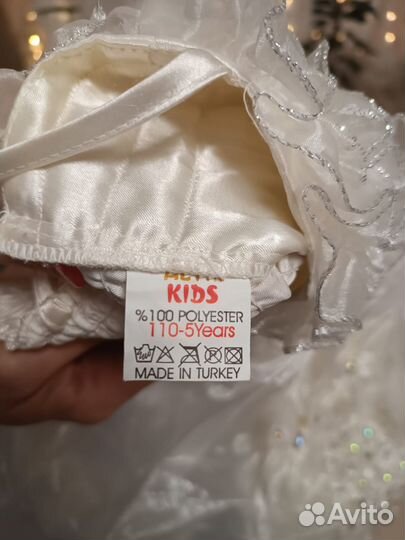 KIDS
%100 POLYESTER
110-5Years
MADE IN TURKEY
Avito